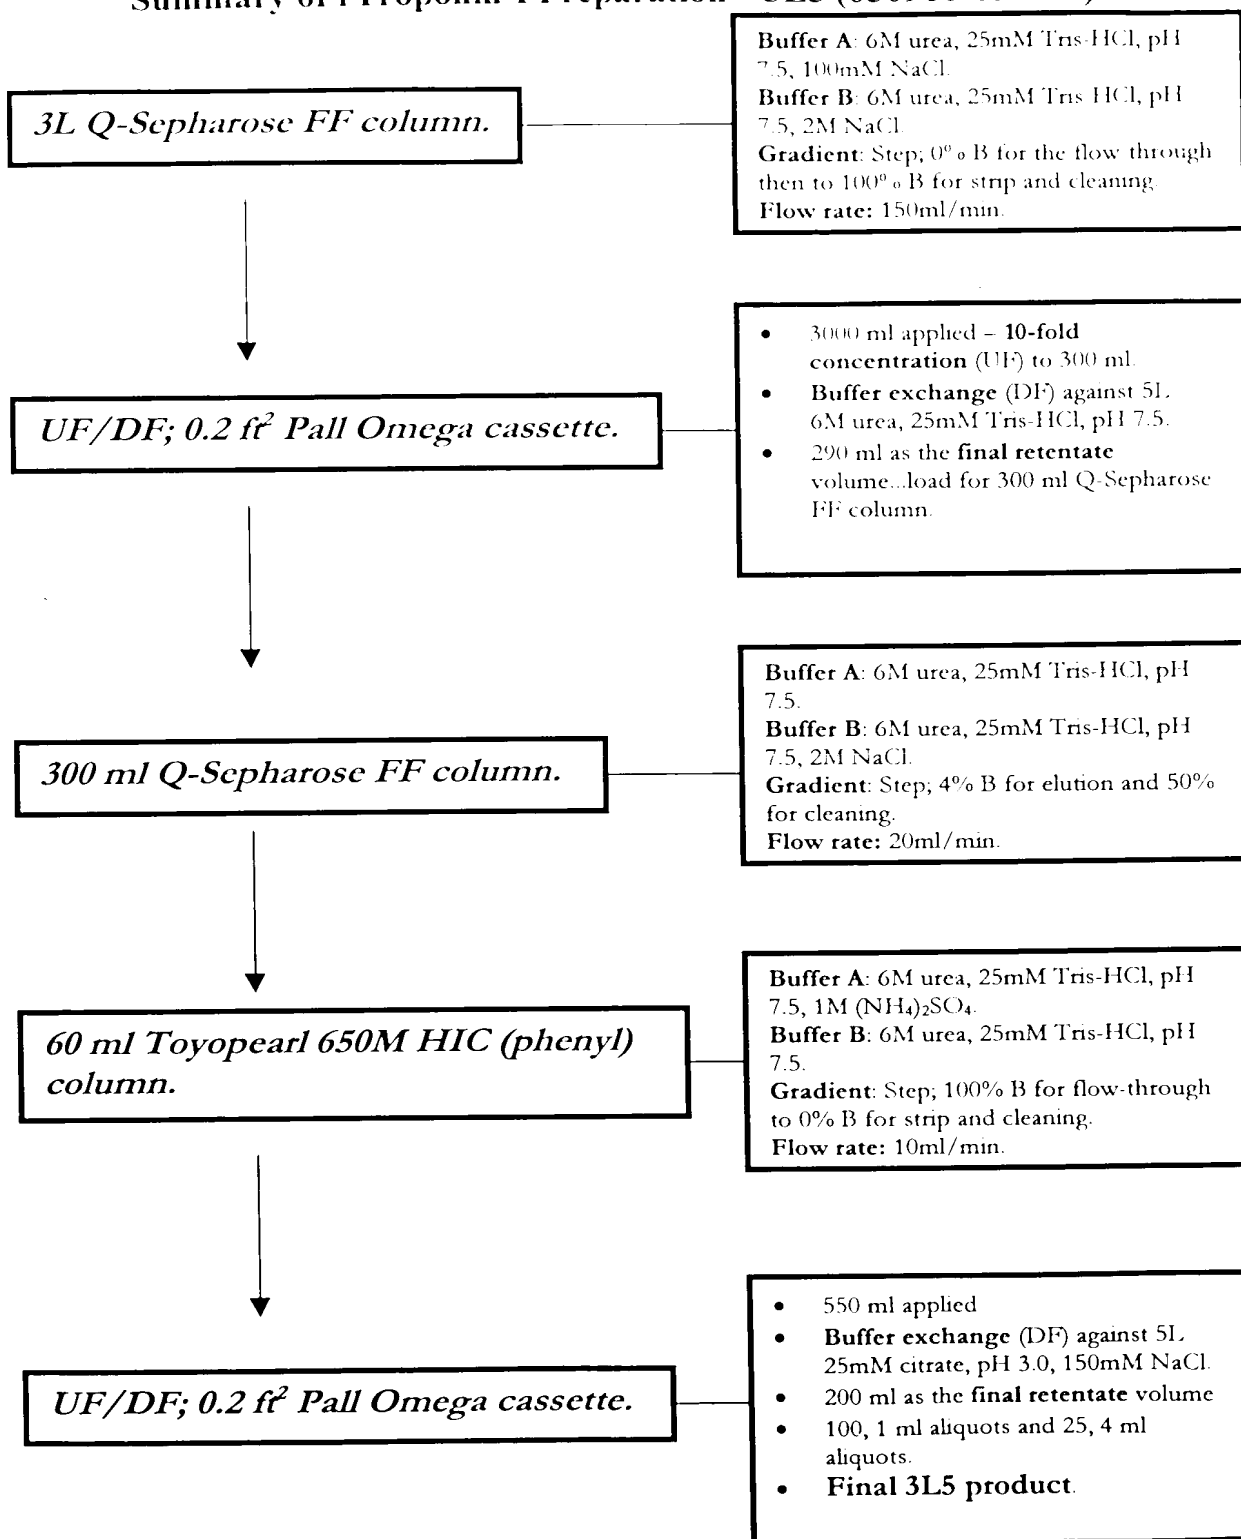 Summary of
Preparation
3L Q-Sepharose FF column.
Buffer A: 6M urea, 25mM Tris-HCl, pH
7.5, 100mM NaCl.
Buffer B: 6M urea, 25mM Tris-HCl, pH
7.5, 2M NaCl.
Gradient: Step; 0% B for the flow through
then to 100% B for strip and cleaning.
Flow rate: 150ml/min.
UF/DF; 0.2 ft² Pall Omega cassette.
• 3000 ml applied – 10-fold
concentration (UF) to 300 ml.
• Buffer exchange (DF) against 5L
6M urea, 25mM Tris-HCl, pH 7.5.
• 290 ml as the final retentate
volume...load for 300 ml Q-Sepharose
FF column.
300 ml Q-Sepharose FF column.
Buffer A: 6M urea, 25mM Tris-HCl, pH
7.5.
Buffer B: 6M urea, 25mM Tris-HCl, pH
7.5, 2M NaCl.
Gradient: Step; 4% B for elution and 50%
for cleaning.
Flow rate: 20ml/min.
60 ml Toyopearl 650M HIC (phenyl)
column.
Buffer A: 6M urea, 25mM Tris-HCl, pH
7.5, 1M (NH₄)₂SO₄.
Buffer B: 6M urea, 25mM Tris-HCl, pH
7.5.
Gradient: Step; 100% B for flow-through
to 0% B for strip and cleaning.
Flow rate: 10ml/min.
UF/DF; 0.2 ft² Pall Omega cassette.
• 550 ml applied
• Buffer exchange (DF) against 5L
25mM citrate, pH 3.0, 150mM NaCl.
• 200 ml as the final retentate volume
• 100, 1 ml aliquots and 25, 4 ml
aliquots.
• Final 3L5 product.